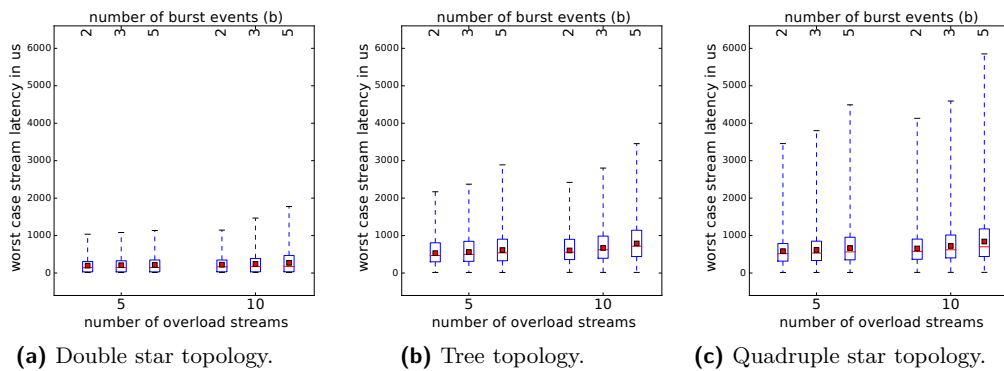 number of burst events (b)
2 3 5 2 3 5
worst case stream latency in us
6000
5000
4000
3000
2000
1000
0
5 10
number of overload streams
(a) Double star topology.
number of burst events (b)
2 3 5 2 3 5
worst case stream latency in us
6000
5000
4000
3000
2000
1000
0
5 10
number of overload streams
(b) Tree topology.
number of burst events (b)
2 3 5 2 3 5
worst case stream latency in us
6000
5000
4000
3000
2000
1000
0
5 10
number of overload streams
(c) Quadruple star topology.